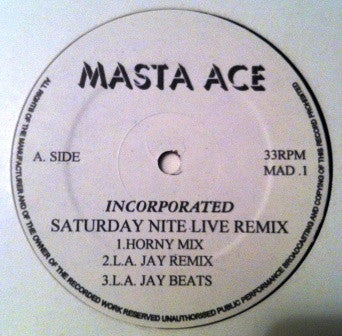 MASTA ACE
A. SIDE
33RPM
MAD .1
INCORPORATED
SATURDAY NITE LIVE REMIX
1.HORNY MIX
2.L.A. JAY REMIX
3.L.A. JAY BEATS
ALL RIGHTS OF THE MANUFACTURER AND OF THE OWNER OF THE RECORDED WORK RESERVED UNAUTHORISED PUBLIC PERFORMANCE BROADCASTING AND COPYING OF THIS RECORD PROHIBITED